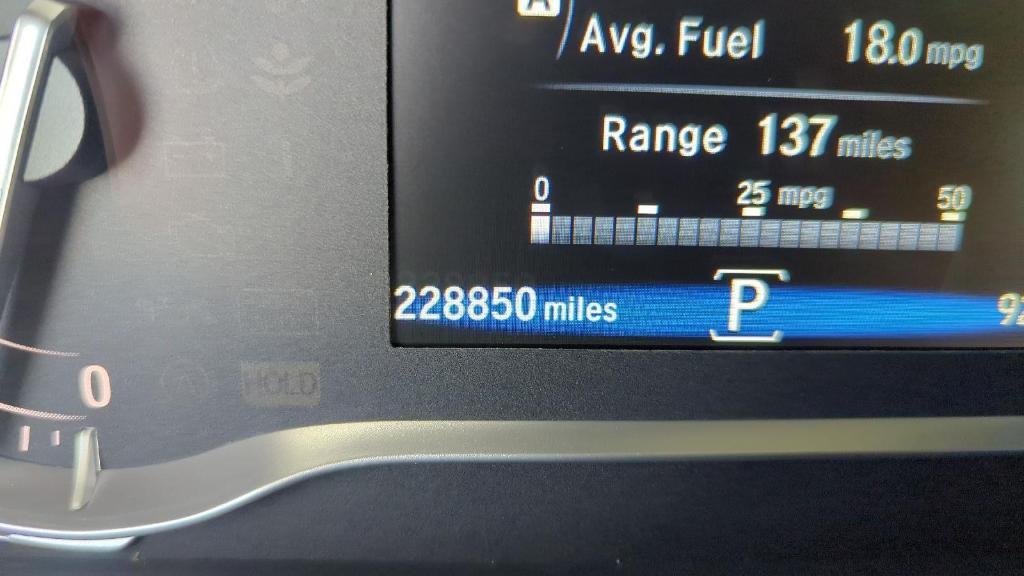 A
Avg. Fuel 18.0 mpg
Range 137 miles
0 25 mpg 50
228850 miles P
0 HOLD